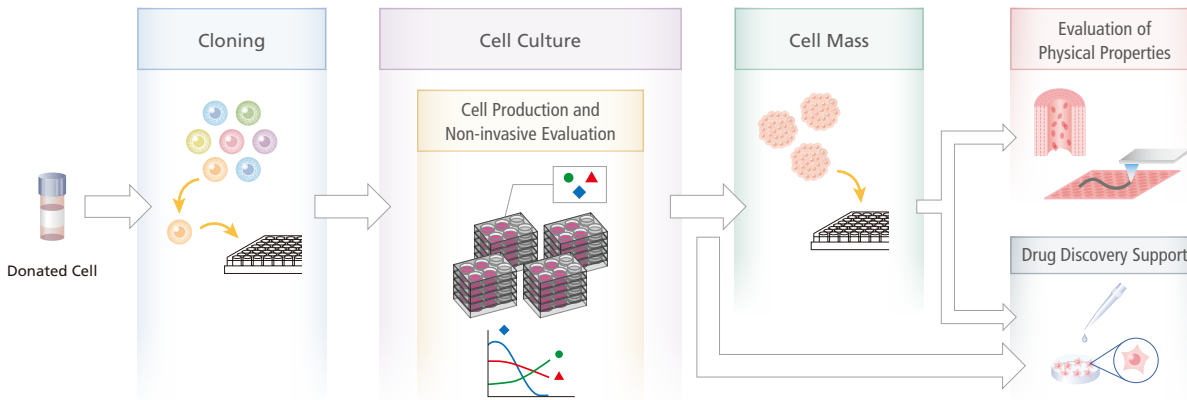 Donated Cell
Cloning
Cell Culture
Cell Production and
Non-invasive Evaluation
Cell Mass
Evaluation of
Physical Properties
Drug Discovery Support